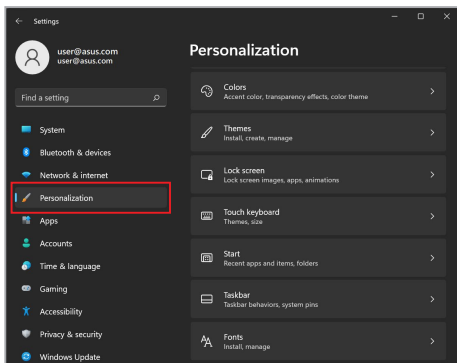 Settings
user@asus.com
user@asus.com
Find a setting
System
Bluetooth & devices
Network & internet
Personalization
Apps
Accounts
Time & language
Gaming
Accessibility
Privacy & security
Windows Update
Personalization
Colors
Accent color, transparency effects, color theme
Themes
Install, create, manage
Lock screen
Lock screen images, apps, animations
Touch keyboard
Themes, size
Start
Recent apps and items, folders
Taskbar
Taskbar behaviors, system pins
Fonts
Install, manage